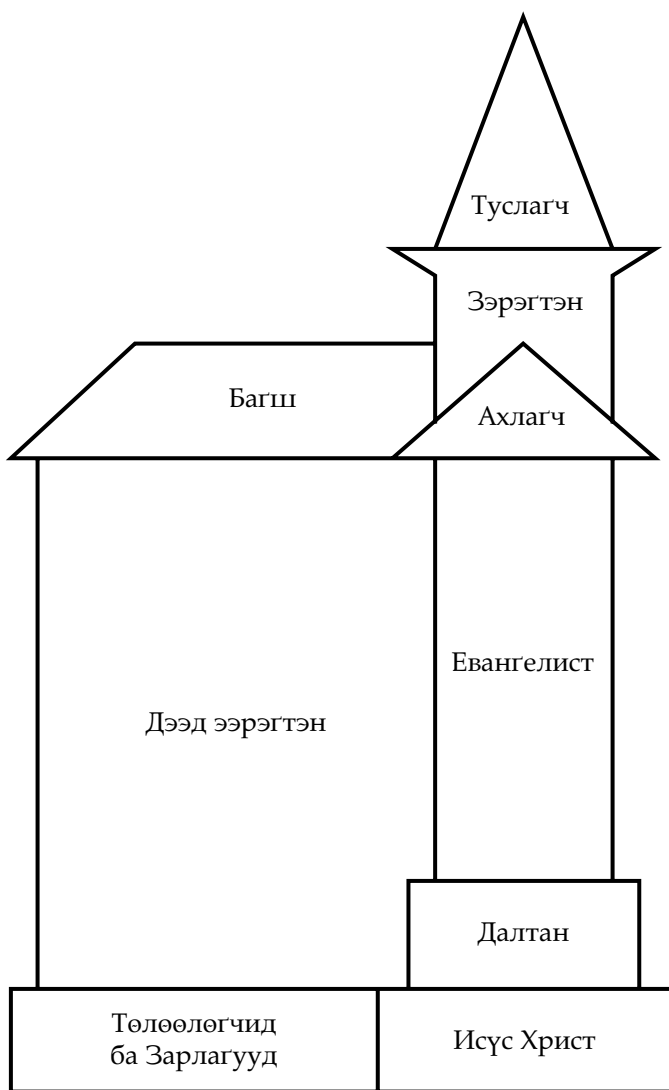 Туслагч
Зэрэгтэн
Багш
Ахлагч
Евангелист
Дээд ээрэгтэн
Далтан
Төлөөлөгчид
ба Зарлагууд
Исүс Христ